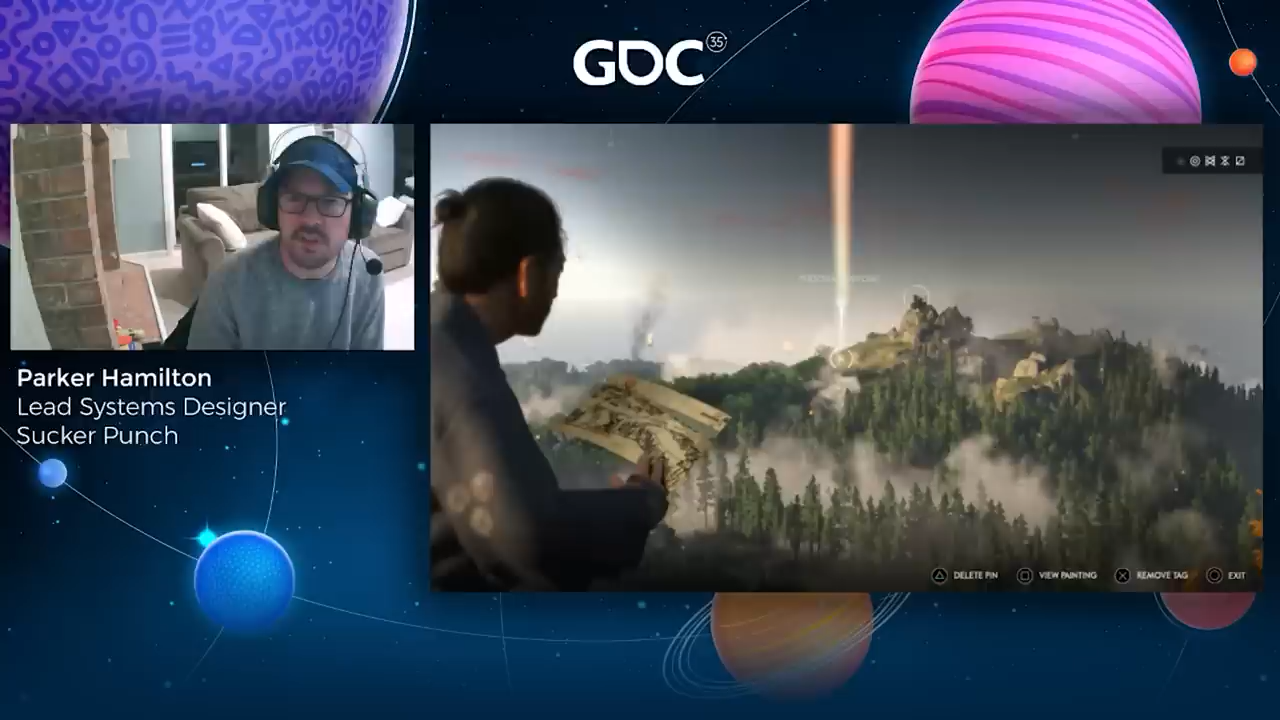 GDC 35
Parker Hamilton
Lead Systems Designer
Sucker Punch
DELETE PIN
VIEW PAINTING
REMOVE TAG
EXIT